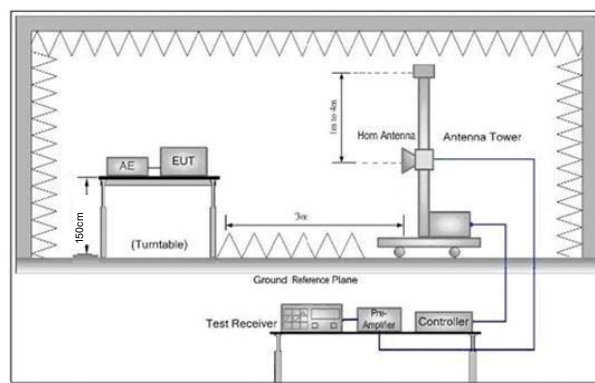 1m to 4m
Horn Antenna
Antenna Tower
AE
EUT
150cm
(Turntable)
3m
Ground Reference Plane
Test Receiver
Pre-
Amplifier
Controller